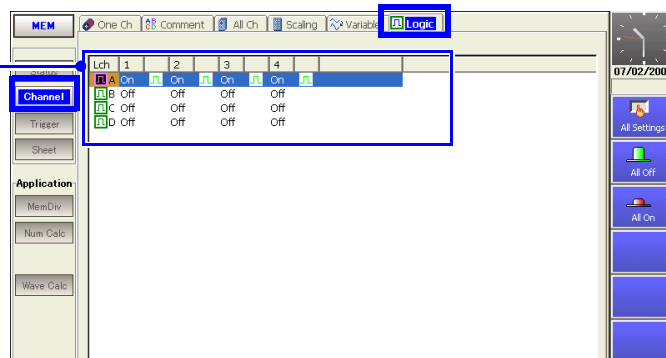 MEM
One Ch
Comment
All Ch
Scaling
Variable
Logic
07/02/200
Status
Channel
Trigger
Sheet
Application
MemDiv
Num Calc
Wave Calc
Lch 1 2 3 4
A On On On On
B Off Off Off Off
C Off Off Off Off
D Off Off Off Off
All Settings
All Off
All On